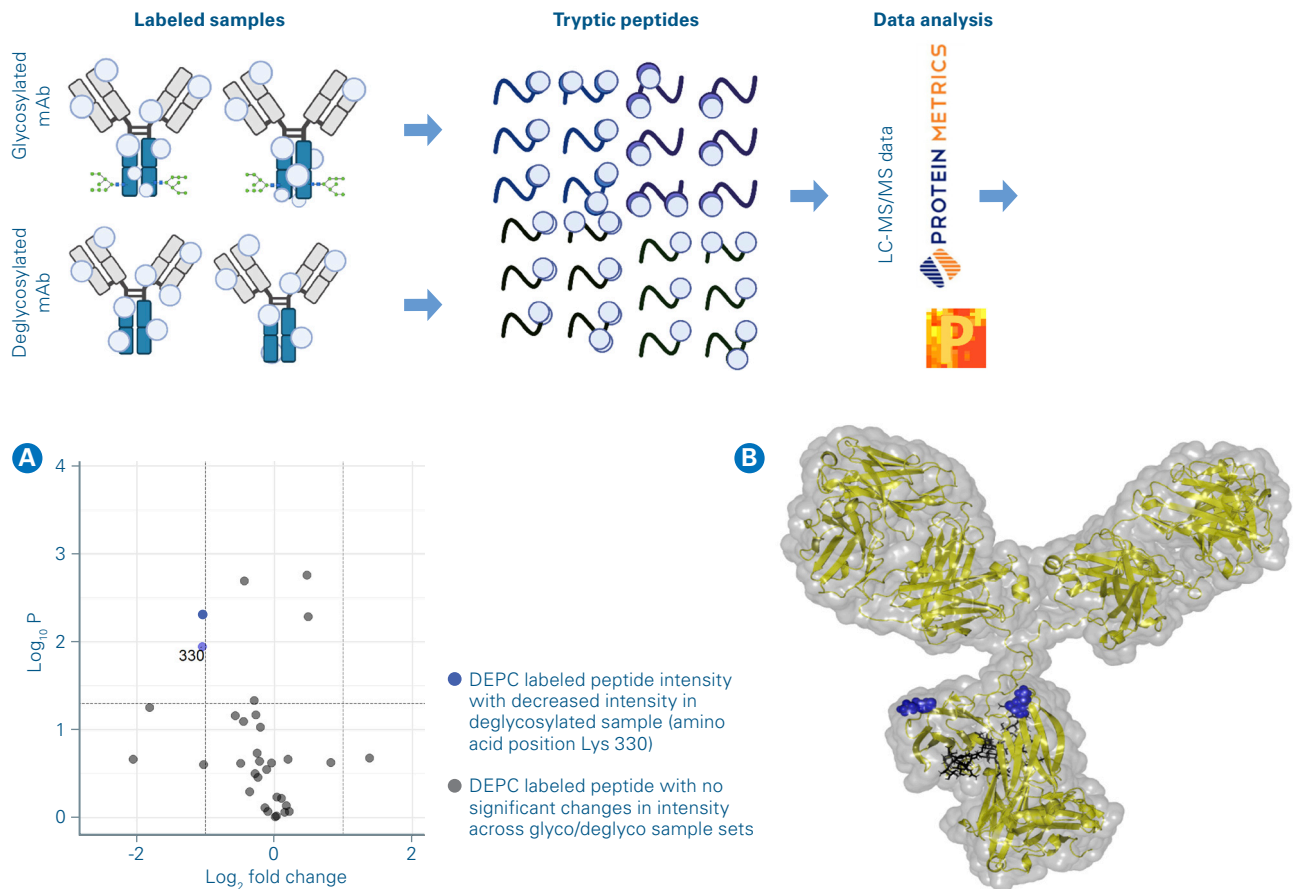 Labeled samples
Tryptic peptides
Data analysis
Glycosylated
mAb
Deglycosylated
mAb
LC-MS/MS data
PROTEIN METRICS
P
A
4
3
2
1
0
Log₁₀ P
330
-2
0
2
Log₂ fold change
DEPC labeled peptide intensity
with decreased intensity in
deglycosylated sample (amino
acid position Lys 330)
DEPC labeled peptide with no
significant changes in intensity
across glyco/deglyco sample sets
B